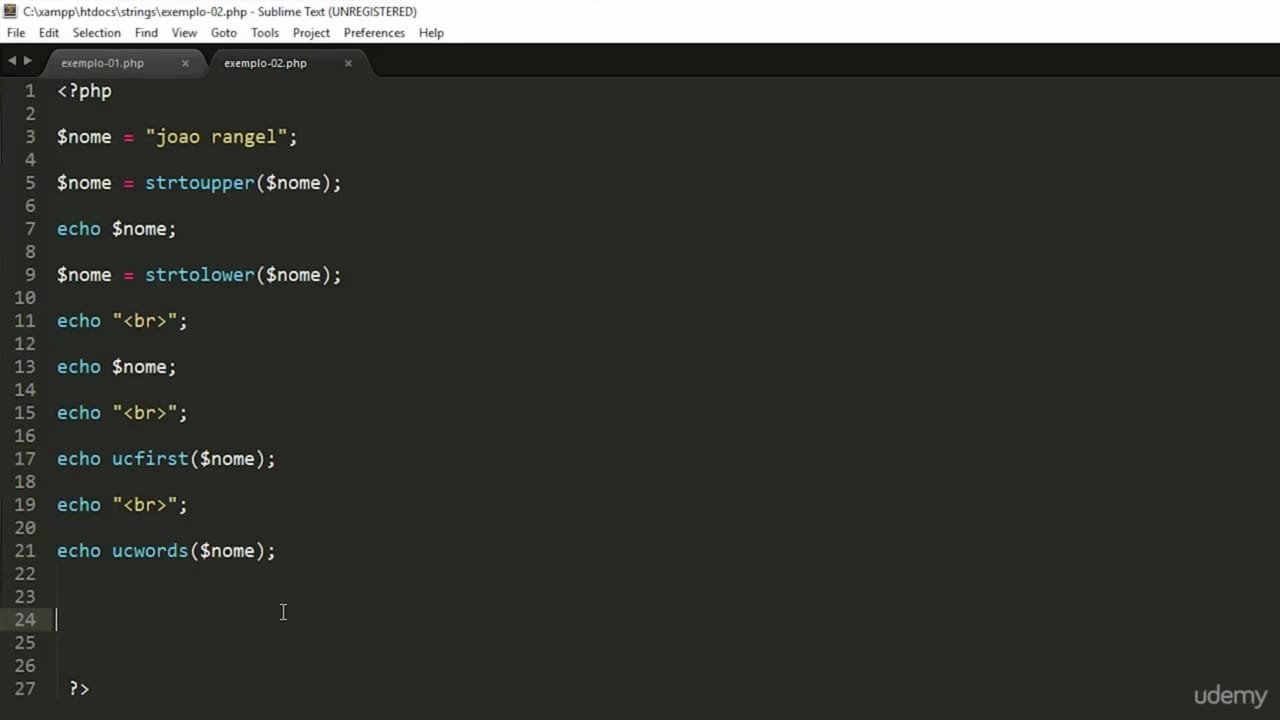 C:\xampp\htdocs\strings\exemplo-02.php - Sublime Text (UNREGISTERED)
File Edit Selection Find View Goto Tools Project Preferences Help
exemplo-01.php × exemplo-02.php ×
1 <?php
2
3 $nome = "joao rangel";
4
5 $nome = strtoupper($nome);
6
7 echo $nome;
8
9 $nome = strtolower($nome);
10
11 echo "<br>";
12
13 echo $nome;
14
15 echo "<br>";
16
17 echo ucfirst($nome);
18
19 echo "<br>";
20
21 echo ucwords($nome);
22
23
24
25
26
27 ?>
udemy